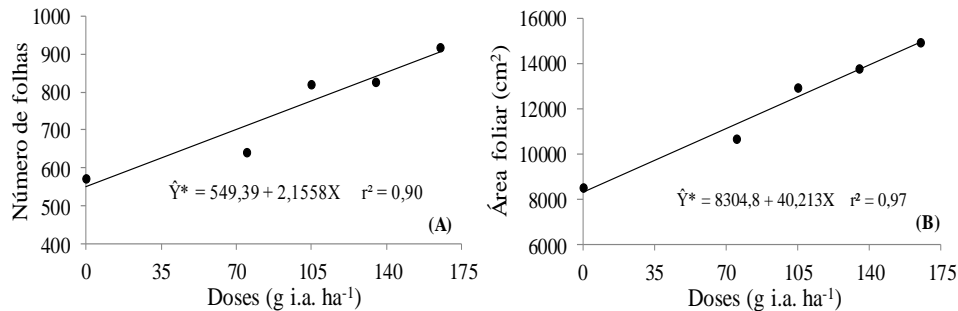 Número de folhas
1000
900
800
700
600
500
400
Ŷ* = 549,39 + 2,1558X r² = 0,90
(A)
0 35 70 105 140 175
Doses (g i.a. ha⁻¹)
Área foliar (cm²)
16000
14000
12000
10000
8000
6000
Ŷ* = 8304,8 + 40,213X r² = 0,97
(B)
0 35 70 105 140 175
Doses (g i.a. ha⁻¹)